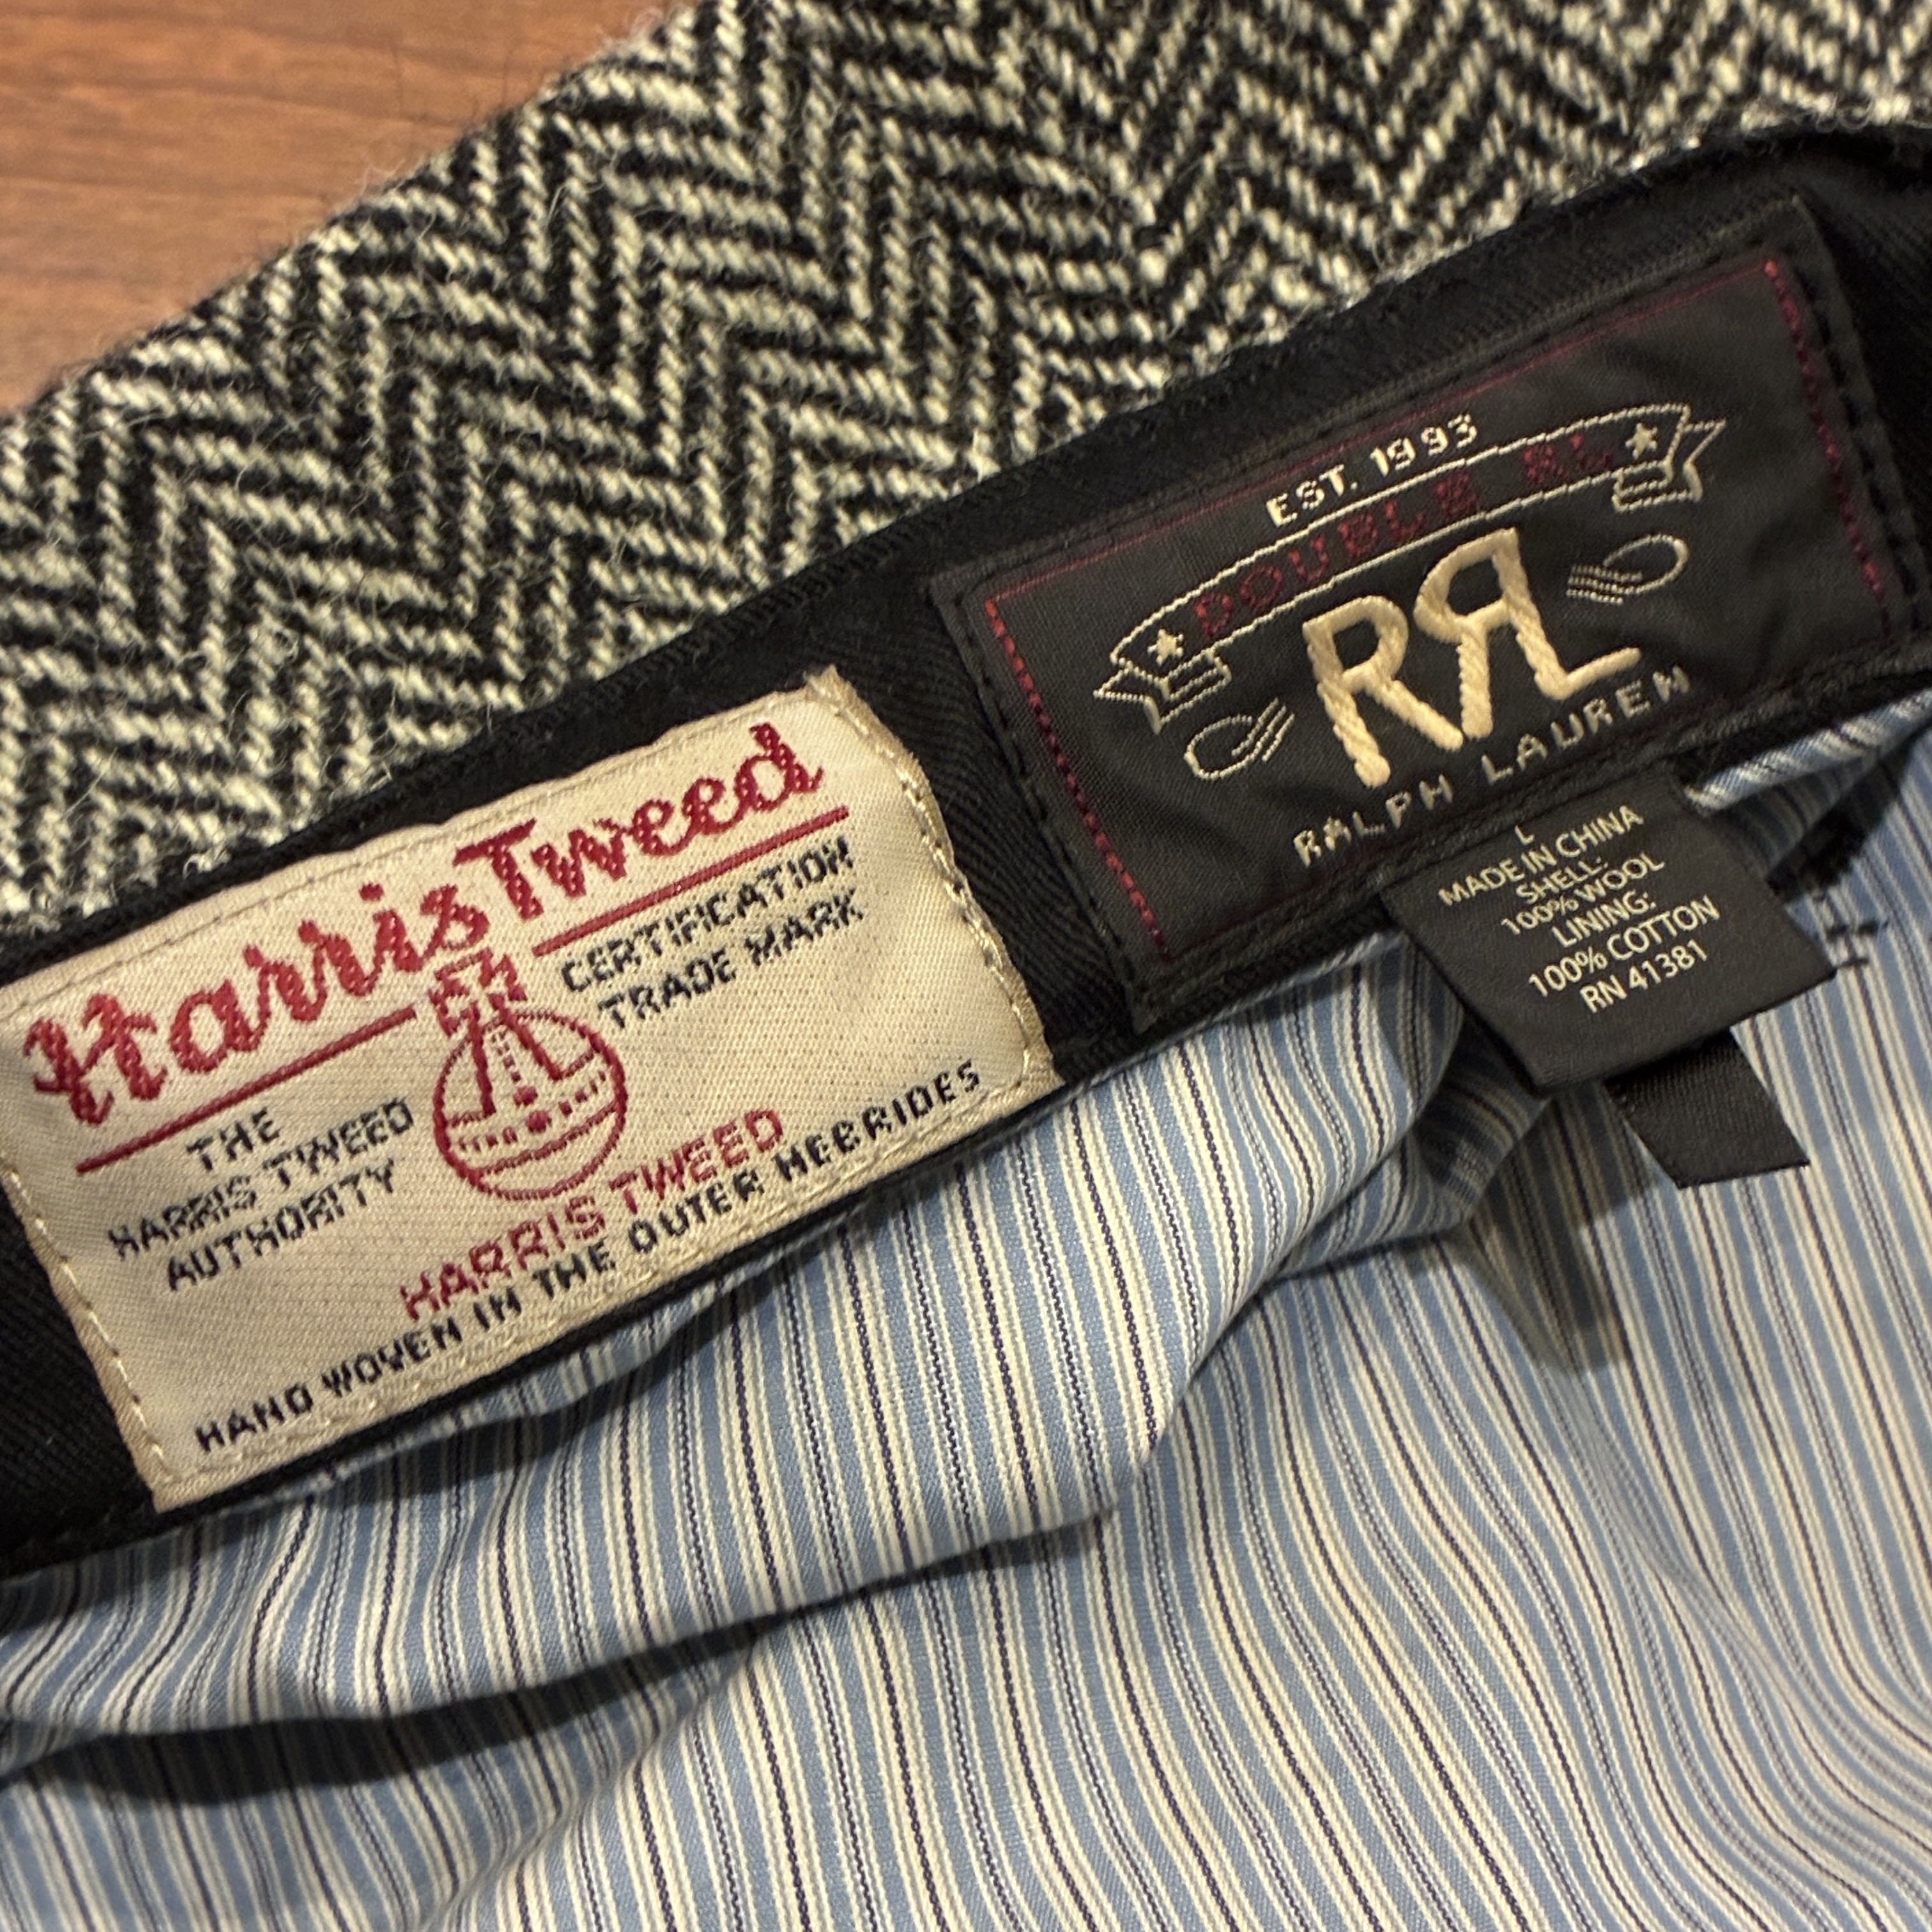 Harris Tweed
CERTIFICATION
TRADE MARK
THE
HARRIS TWEED
AUTHORITY
HARRIS TWEED
HAND WOVEN IN THE OUTER HEBRIDES
EST. 1993
DOUBLE RL
RRL
RALPH LAUREN
L
MADE IN CHINA
SHELL:
100% WOOL
LINING:
100% COTTON
RN 41381